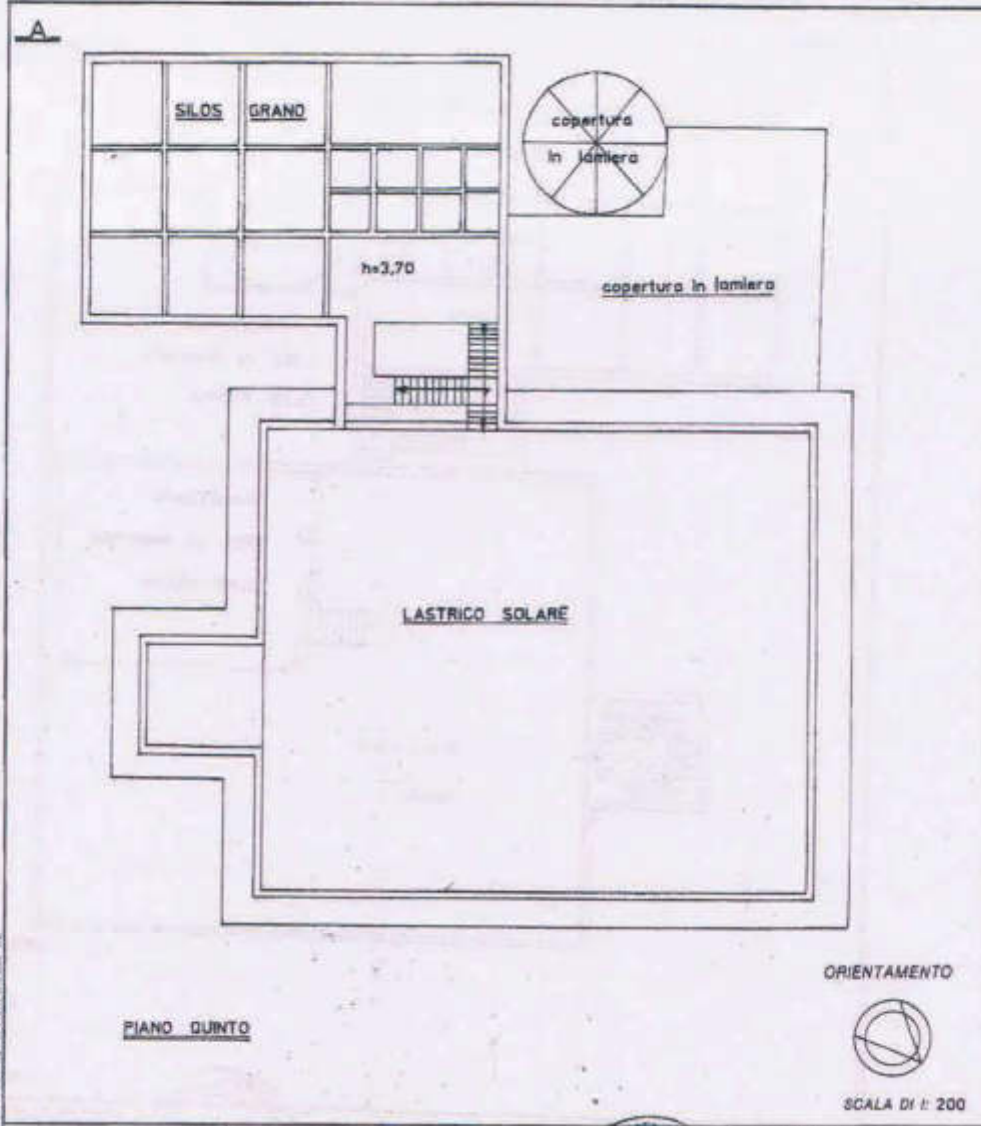 A
SILOS GRANO
copertura
in lamiera
h=3,70
copertura in lamiera
LASTRICO SOLARE
ORIENTAMENTO
PIANO QUINTO
SCALA DI 1: 200